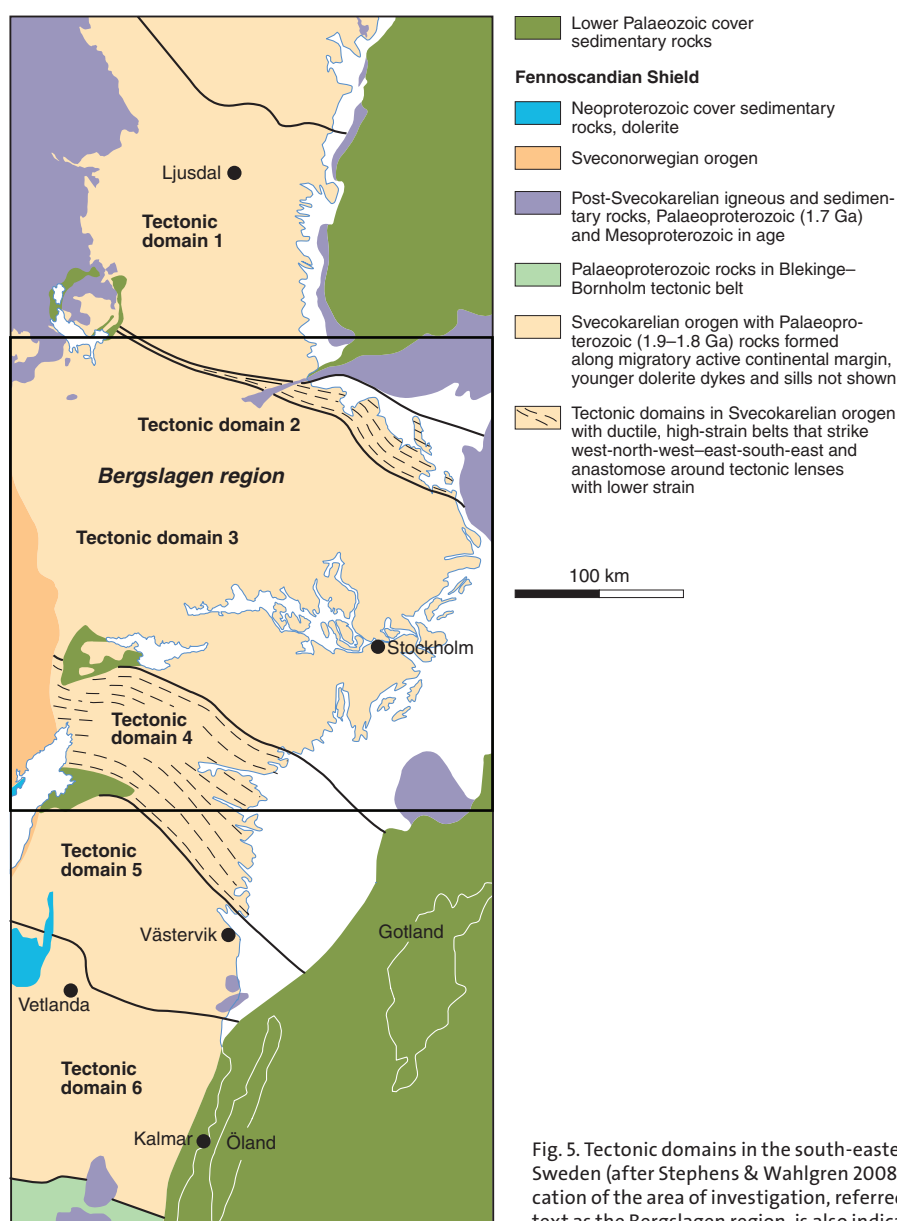 Ljusdal
Tectonic
domain 1
Tectonic domain 2
Bergslagen region
Tectonic domain 3
Stockholm
Tectonic
domain 4
Tectonic
domain 5
Västervik
Gotland
Vetlanda
Tectonic
domain 6
Kalmar
Öland
Lower Palaeozoic cover
sedimentary rocks
Fennoscandian Shield
Neoproterozoic cover sedimentary
rocks, dolerite
Sveconorwegian orogen
Post-Svecokarelian igneous and sedimen-
tary rocks, Palaeoproterozoic (1.7 Ga)
and Mesoproterozoic in age
Palaeoproterozoic rocks in Blekinge–
Bornholm tectonic belt
Svecokarelian orogen with Palaeopro-
terozoic (1.9–1.8 Ga) rocks formed
along migratory active continental margin,
younger dolerite dykes and sills not shown
Tectonic domains in Svecokarelian orogen
with ductile, high-strain belts that strike
west-north-west–east-south-east and
anastomose around tectonic lenses
with lower strain
100 km
Fig. 5. Tectonic domains in the south-easte
Sweden (after Stephens & Wahlgren 2008
cation of the area of investigation, referred
text as the Bergslagen region, is also indica